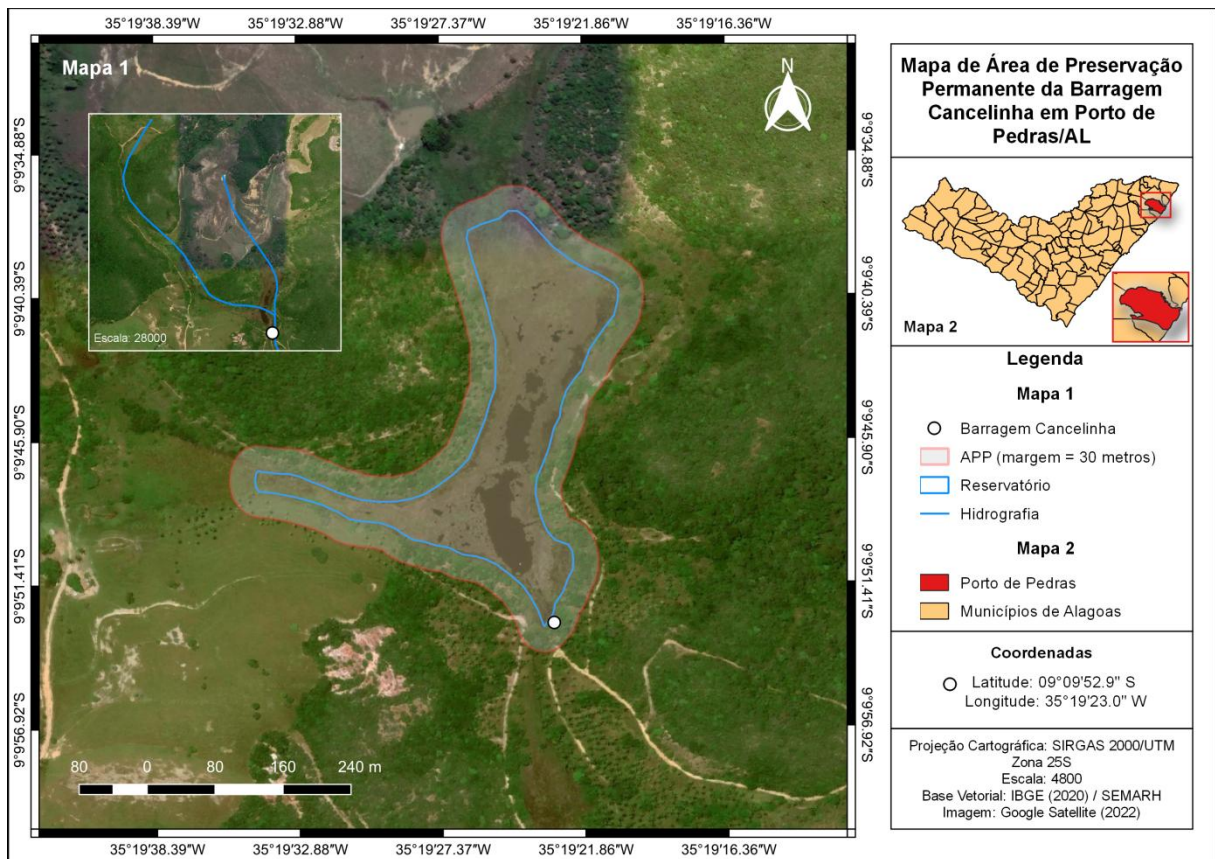 35°19'38.39"W 35°19'32.88"W 35°19'27.37"W 35°19'21.86"W 35°19'16.36"W
Mapa 1
N
Escala: 28000
9°9'34.88"S
9°9'40.39"S
9°9'45.90"S
9°9'51.41"S
9°9'56.92"S
9°9'34.88"S
9°9'40.39"S
9°9'45.90"S
9°9'51.41"S
9°9'56.92"S
80 0 80 160 240 m
35°19'38.39"W 35°19'32.88"W 35°19'27.37"W 35°19'21.86"W 35°19'16.36"W
Mapa de Área de Preservação
Permanente da Barragem
Cancelinha em Porto de
Pedras/AL
Mapa 2
Legenda
Mapa 1
Barragem Cancelinha
APP (margem = 30 metros)
Reservatório
Hidrografia
Mapa 2
Porto de Pedras
Municípios de Alagoas
Coordenadas
Latitude: 09°09'52.9" S
Longitude: 35°19'23.0" W
Projeção Cartográfica: SIRGAS 2000/UTM
Zona 25S
Escala: 4800
Base Vetorial: IBGE (2020) / SEMARH
Imagem: Google Satellite (2022)